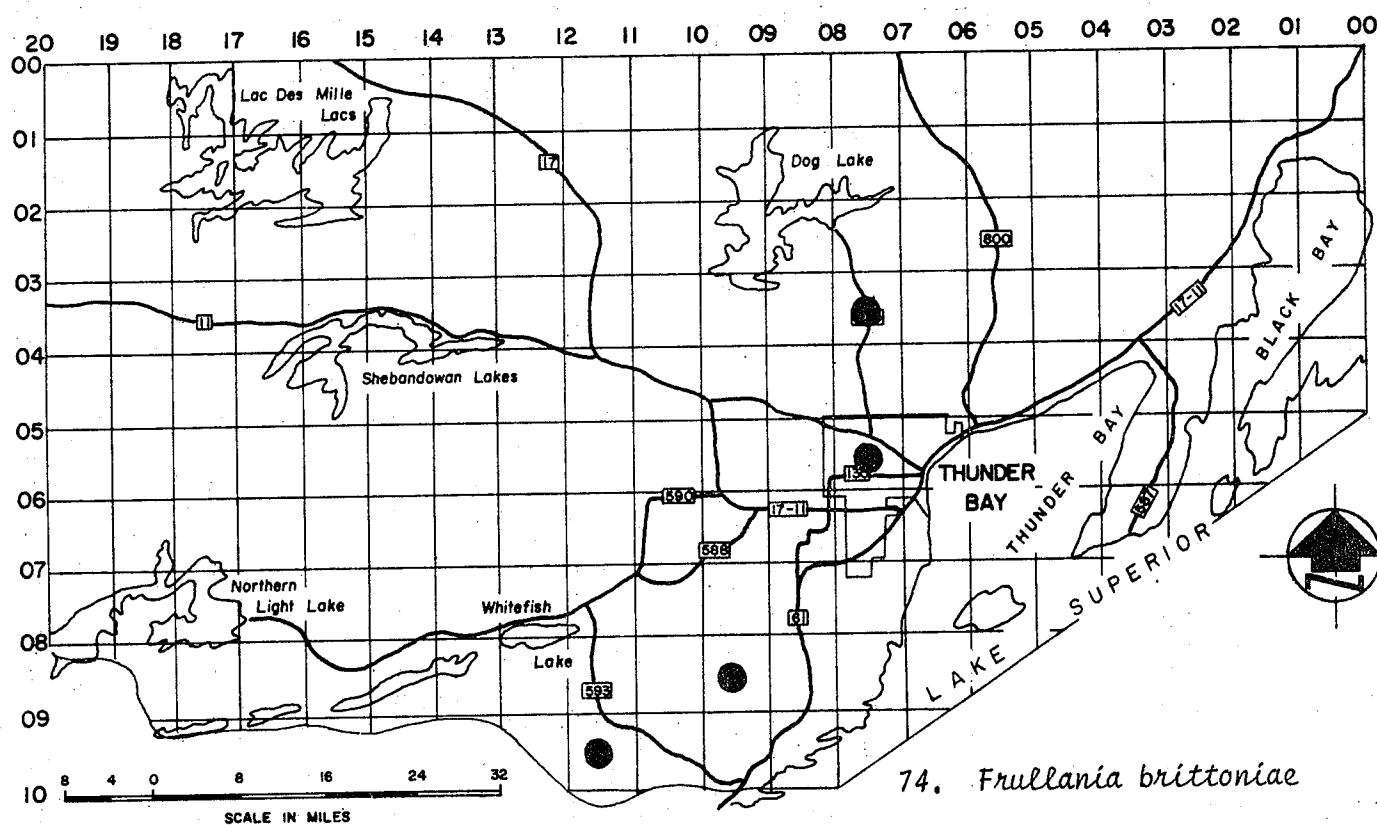 20 19 18 17 16 15 14 13 12 11 10 09 08 07 06 05 04 03 02 01 00
00
01
02
03
04
05
06
07
08
09
10
Lac Des Mille
Lacs
17
Dog Lake
800
17-11
BLACK BAY
11
Shebandowan Lakes
THUNDER
BAY
THUNDER BAY
587
590
17-11
588
Northern
Light Lake
Whitefish
Lake
61
593
LAKE SUPERIOR
N
8 4 0 8 16 24 32
SCALE IN MILES
74. Frullania brittoniae